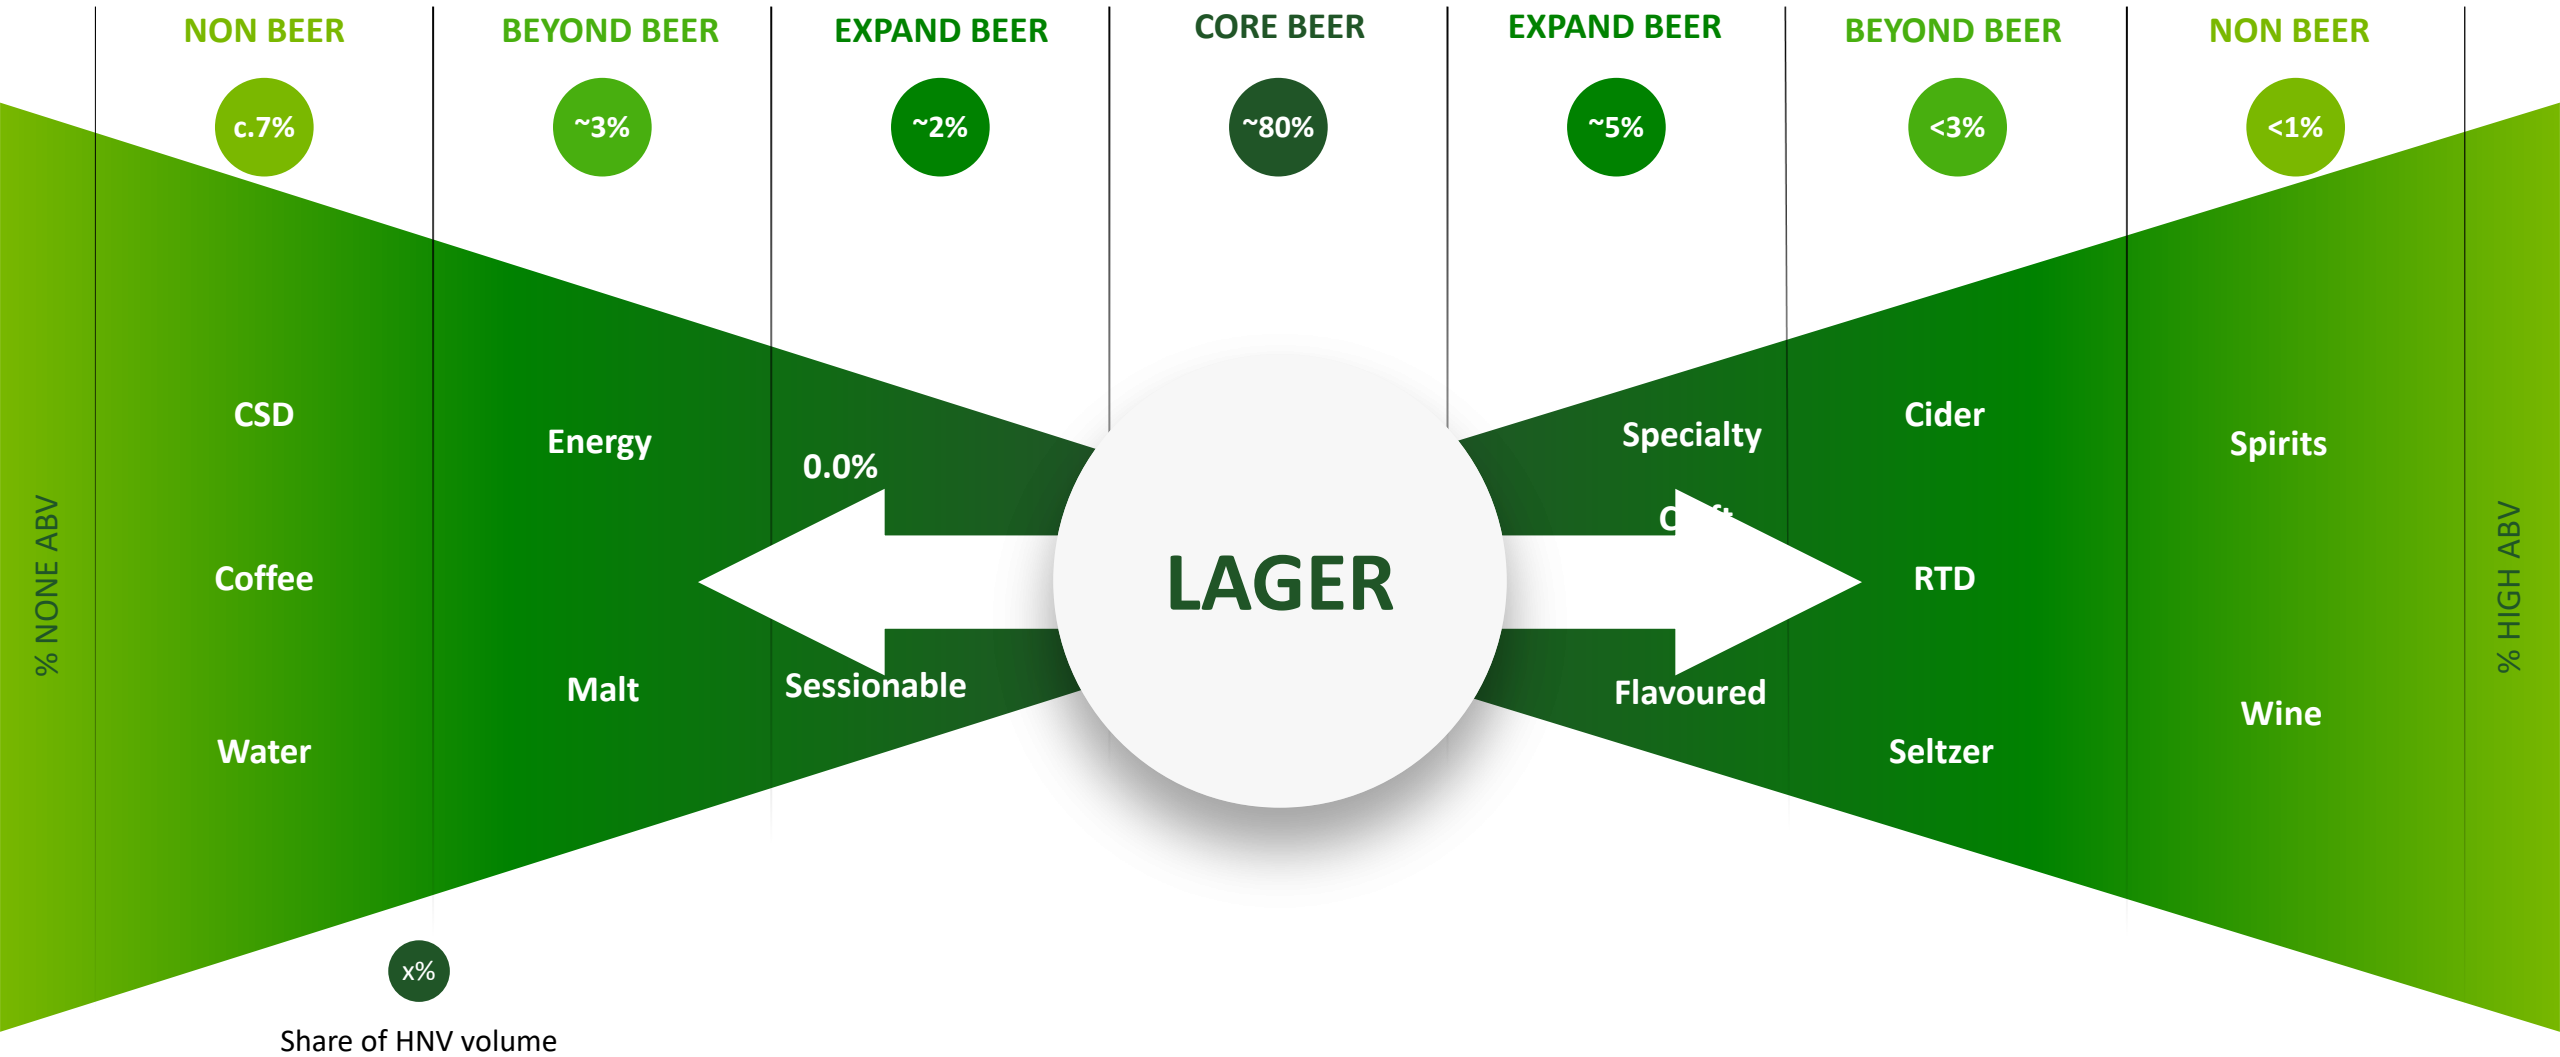 NON BEER
BEYOND BEER
EXPAND BEER
CORE BEER
EXPAND BEER
BEYOND BEER
NON BEER
c.7%
~3%
~2%
~80%
~5%
<3%
<1%
% NONE ABV
CSD
Coffee
Water
Energy
Malt
0.0%
Sessionable
LAGER
Specialty
Flavoured
Cider
RTD
Seltzer
Spirits
Wine
% HIGH ABV
x%
Share of HNV volume